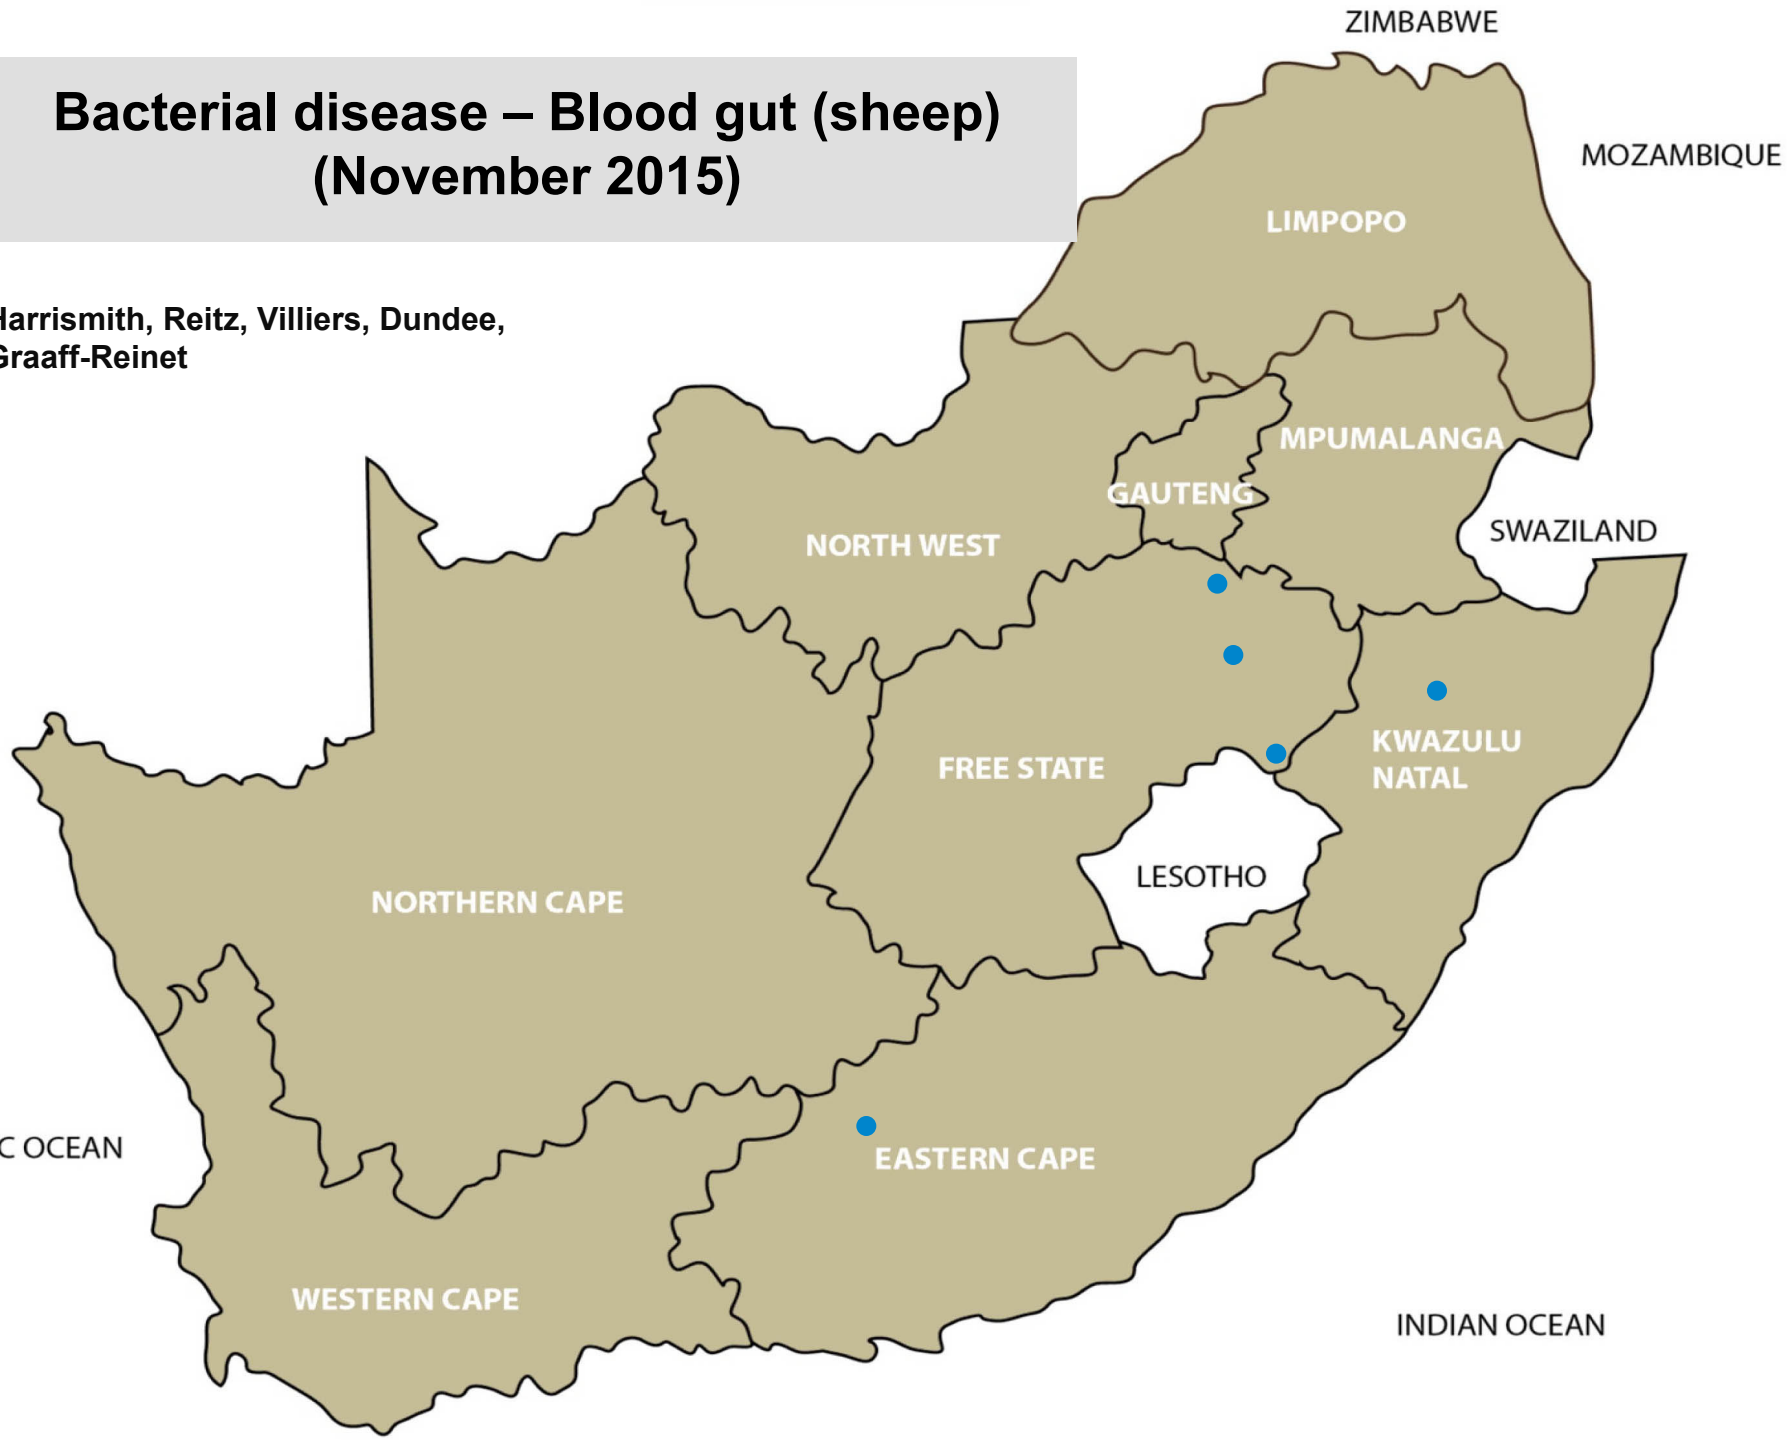 ZIMBABWE
Bacterial disease – Blood gut (sheep)
(November 2015)
MOZAMBIQUE
LIMPOPO
Harrismith, Reitz, Villiers, Dundee,
Graaff-Reinet
MPUMALANGA
GAUTENG
SWAZILAND
NORTH WEST
KWAZULU
NATAL
FREE STATE
LESOTHO
NORTHERN CAPE
C OCEAN
EASTERN CAPE
WESTERN CAPE
INDIAN OCEAN